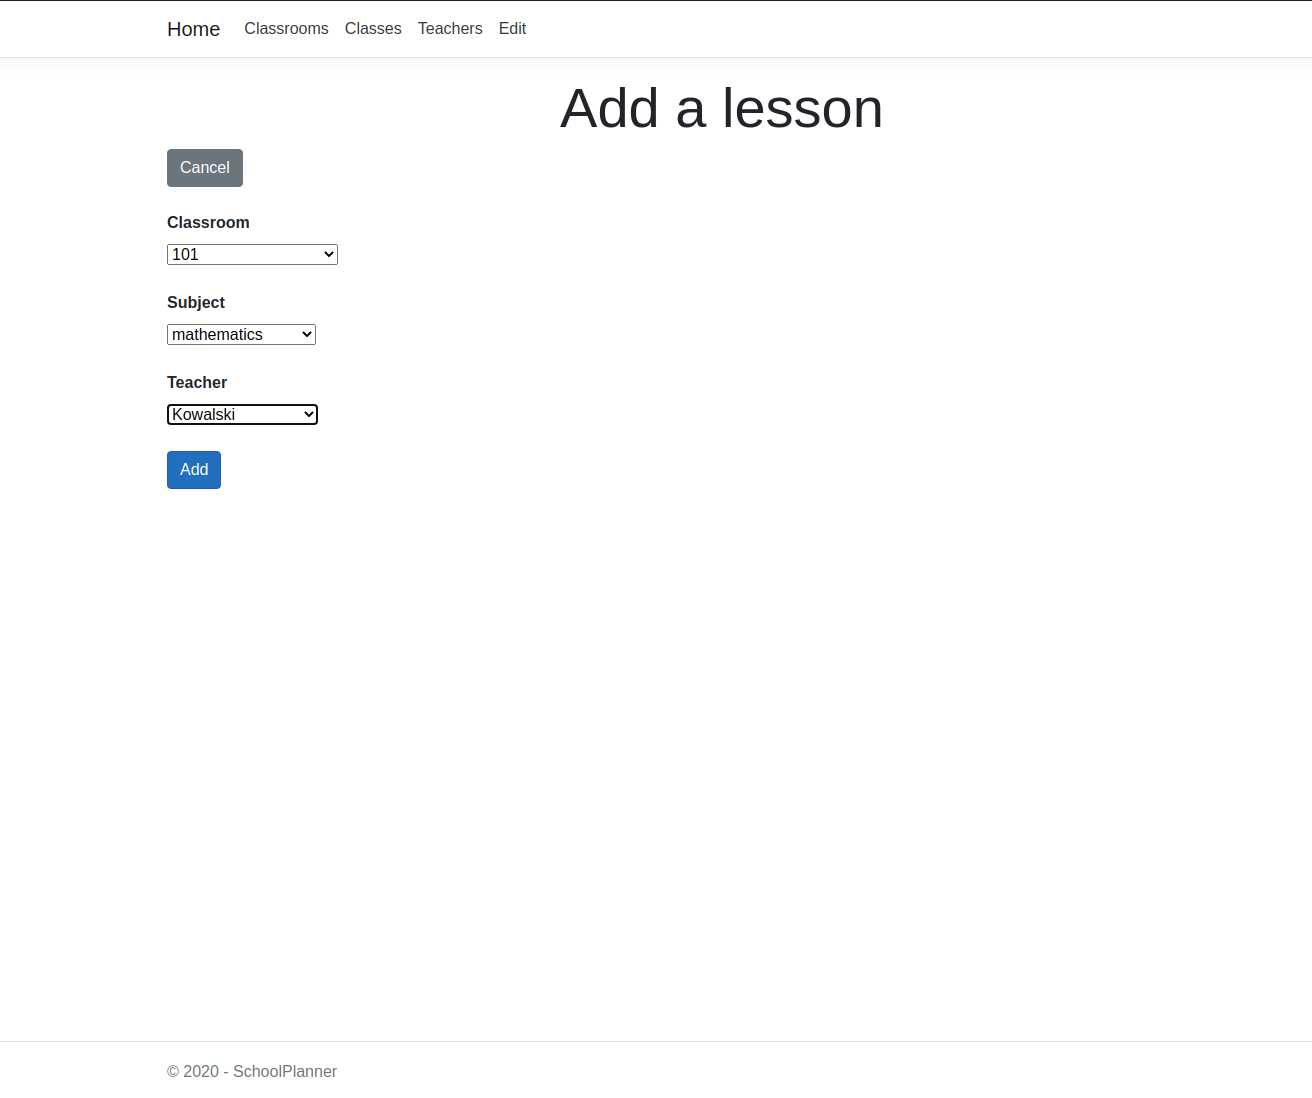 Home Classrooms Classes Teachers Edit
Add a lesson
Cancel
Classroom
101
Subject
mathematics
Teacher
Kowalski
Add
© 2020 - SchoolPlanner